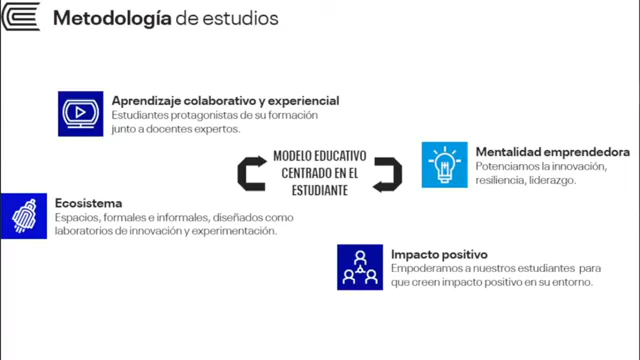 Metodología de estudios
Aprendizaje colaborativo y experiencial
Estudiantes protagonistas de su formación
junto a docentes expertos.
MODELO EDUCATIVO
CENTRADO EN EL
ESTUDIANTE
Mentalidad emprendedora
Potenciamos la innovación,
resiliencia, liderazgo.
Ecosistema
Espacios, formales e informales, diseñados como
laboratorios de innovación y experimentación.
Impacto positivo
Empoderamos a nuestros estudiantes para
que creen impacto positivo en su entorno.